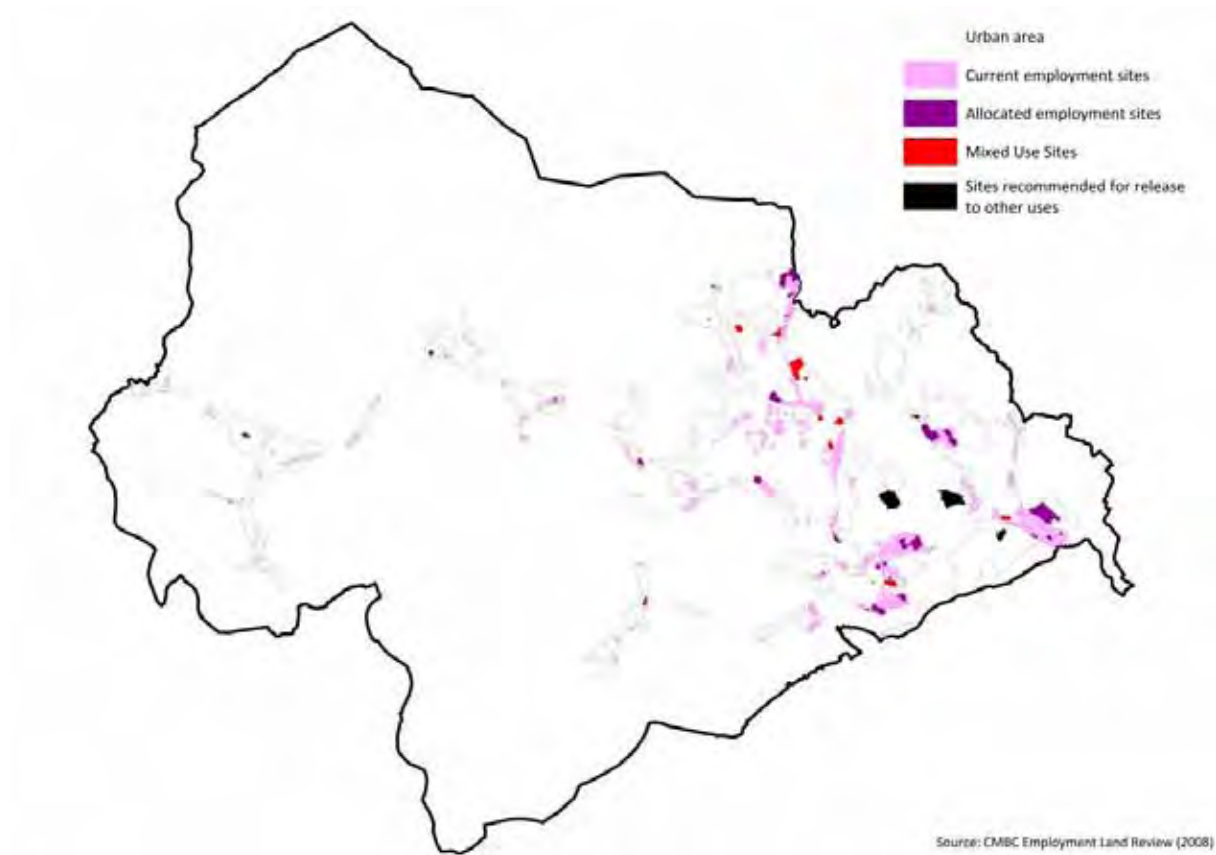 Urban area
Current employment sites
Allocated employment sites
Mixed Use Sites
Sites recommended for release
to other uses
Source: CMBC Employment Land Review (2008)